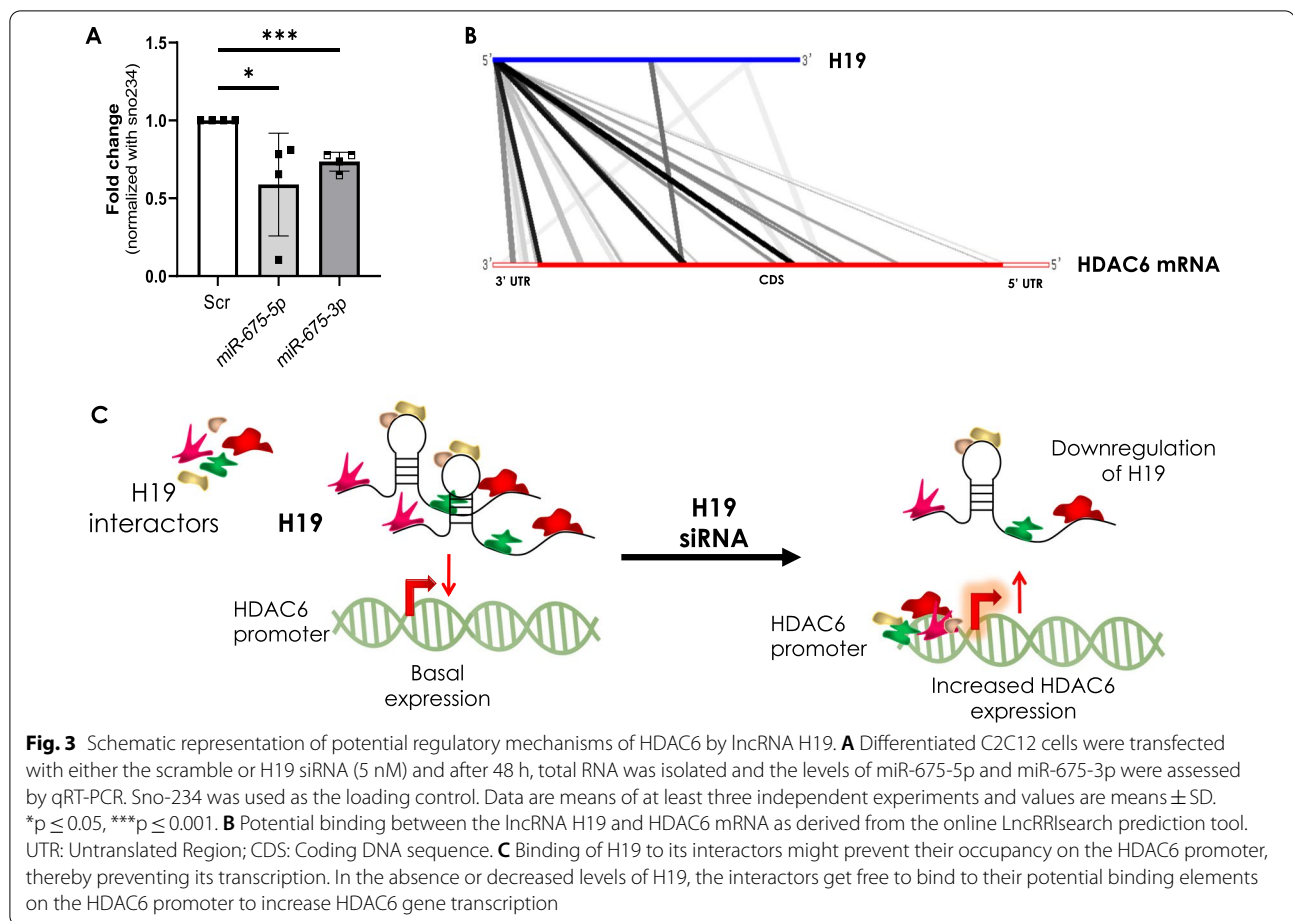 A
1.5
1.0
0.5
0.0
Fold change
(normalized with sno234)
***
*
Scr
miR-675-5p
miR-675-3p
B
5'
3'
H19
3'
5'
HDAC6 mRNA
3' UTR
CDS
5' UTR
C
H19
interactors
H19
HDAC6
promoter
Basal
expression
H19
siRNA
Downregulation
of H19
HDAC6
promoter
Increased HDAC6
expression
Fig. 3 Schematic representation of potential regulatory mechanisms of HDAC6 by lncRNA H19. A Differentiated C2C12 cells were transfected
with either the scramble or H19 siRNA (5 nM) and after 48 h, total RNA was isolated and the levels of miR-675-5p and miR-675-3p were assessed
by qRT-PCR. Sno-234 was used as the loading control. Data are means of at least three independent experiments and values are means ± SD.
*p ≤ 0.05, ***p ≤ 0.001. B Potential binding between the lncRNA H19 and HDAC6 mRNA as derived from the online LncRRIsearch prediction tool.
UTR: Untranslated Region; CDS: Coding DNA sequence. C Binding of H19 to its interactors might prevent their occupancy on the HDAC6 promoter,
thereby preventing its transcription. In the absence or decreased levels of H19, the interactors get free to bind to their potential binding elements
on the HDAC6 promoter to increase HDAC6 gene transcription